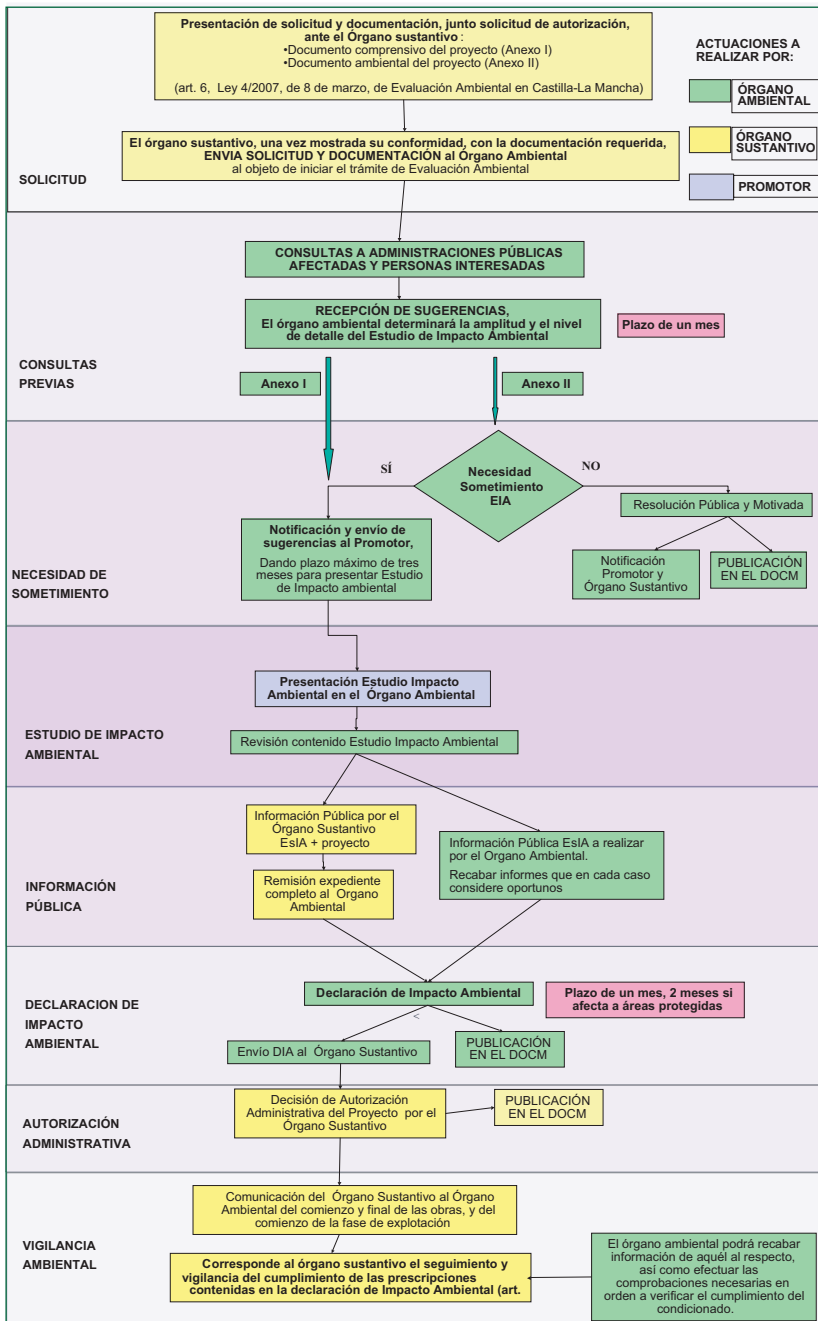 Presentación de solicitud y documentación, junto solicitud de autorización,
ante el Órgano sustantivo :
•Documento comprensivo del proyecto (Anexo I)
•Documento ambiental del proyecto (Anexo II)
(art. 6, Ley 4/2007, de 8 de marzo, de Evaluación Ambiental en Castilla-La Mancha)
ACTUACIONES A
REALIZAR POR:
ÓRGANO
AMBIENTAL
ÓRGANO
SUSTANTIVO
PROMOTOR
El órgano sustantivo, una vez mostrada su conformidad, con la documentación requerida,
ENVIA SOLICITUD Y DOCUMENTACIÓN al Órgano Ambiental
al objeto de iniciar el trámite de Evaluación Ambiental
SOLICITUD
CONSULTAS A ADMINISTRACIONES PÚBLICAS
AFECTADAS Y PERSONAS INTERESADAS
RECEPCIÓN DE SUGERENCIAS,
El órgano ambiental determinará la amplitud y el nivel
de detalle del Estudio de Impacto Ambiental
Plazo de un mes
CONSULTAS
PREVIAS
Anexo I
Anexo II
SÍ
Necesidad
Sometimiento
EIA
NO
Resolución Pública y Motivada
Notificación y envío de
sugerencias al Promotor,
Dando plazo máximo de tres
meses para presentar Estudio
de Impacto ambiental
Notificación
Promotor y
Órgano Sustantivo
PUBLICACIÓN
EN EL DOCM
NECESIDAD DE
SOMETIMIENTO
Presentación Estudio Impacto
Ambiental en el Órgano Ambiental
Revisión contenido Estudio Impacto Ambiental
ESTUDIO DE IMPACTO
AMBIENTAL
Información Pública por el
Órgano Sustantivo
EsIA + proyecto
Remisión expediente
completo al Organo
Ambiental
Información Pública EsIA a realizar
por el Organo Ambiental.
Recabar informes que en cada caso
considere oportunos
INFORMACIÓN
PÚBLICA
Declaración de Impacto Ambiental
Plazo de un mes, 2 meses si
afecta a áreas protegidas
<
DECLARACION DE
IMPACTO
AMBIENTAL
Envío DIA al Órgano Sustantivo
PUBLICACIÓN
EN EL DOCM
Decisión de Autorización
Administrativa del Proyecto por el
Órgano Sustantivo
PUBLICACIÓN
EN EL DOCM
AUTORIZACIÓN
ADMINISTRATIVA
Comunicación del Órgano Sustantivo al Órgano
Ambiental del comienzo y final de las obras, y del
comienzo de la fase de explotación
VIGILANCIA
AMBIENTAL
Corresponde al órgano sustantivo el seguimiento y
vigilancia del cumplimiento de las prescripciones
contenidas en la declaración de Impacto Ambiental (art.
El órgano ambiental podrá recabar
información de aquél al respecto,
así como efectuar las
comprobaciones necesarias en
orden a verificar el cumplimiento del
condicionado.